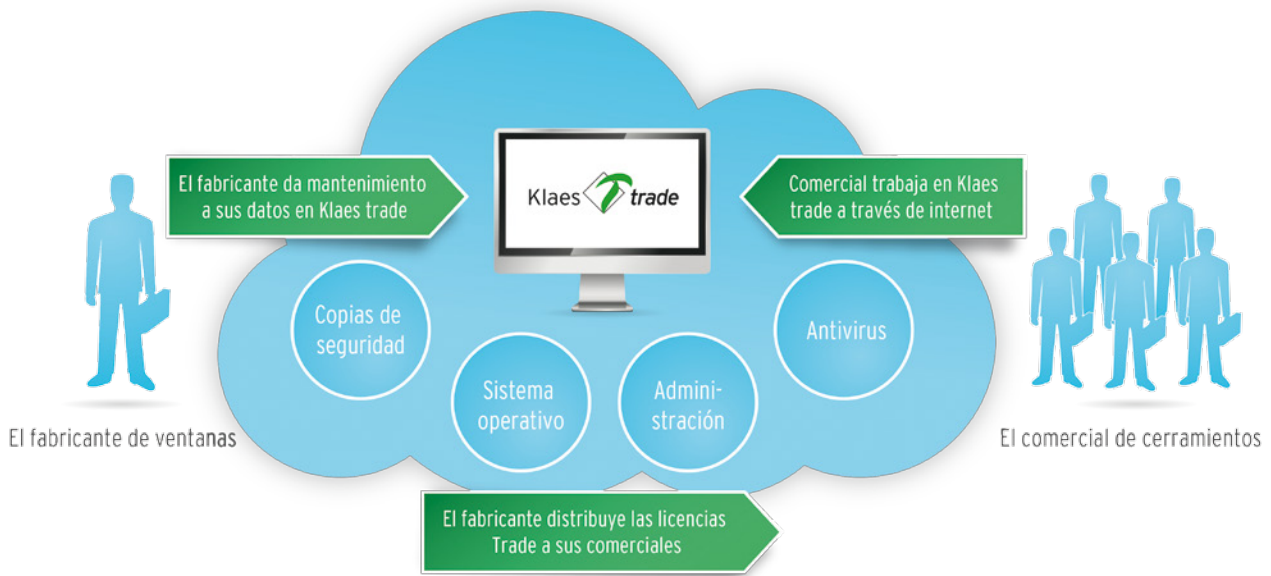 El fabricante da mantenimiento
a sus datos en Klaes trade
Klaes trade
Comercial trabaja en Klaes
trade a través de internet
Copias de
seguridad
Sistema
operativo
Admini-
stración
Antivirus
El fabricante de ventanas
El comercial de cerramientos
El fabricante distribuye las licencias
Trade a sus comerciales